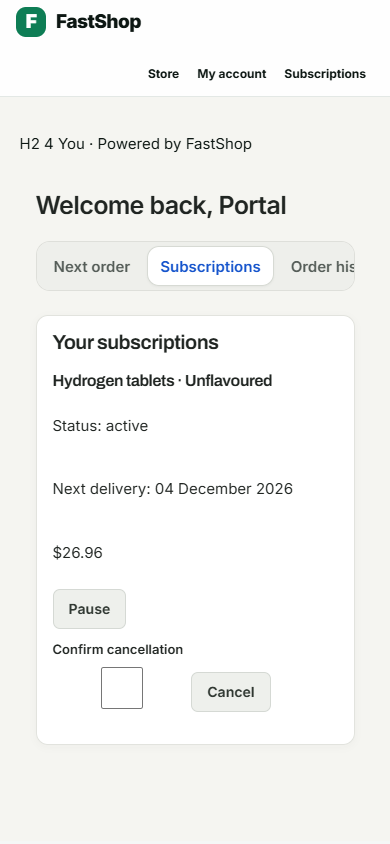 F FastShop
Store My account Subscriptions
H2 4 You · Powered by FastShop
Welcome back, Portal
Next order Subscriptions Order his
Your subscriptions
Hydrogen tablets · Unflavoured
Status: active
Next delivery: 04 December 2026
$26.96
Pause
Confirm cancellation
Cancel